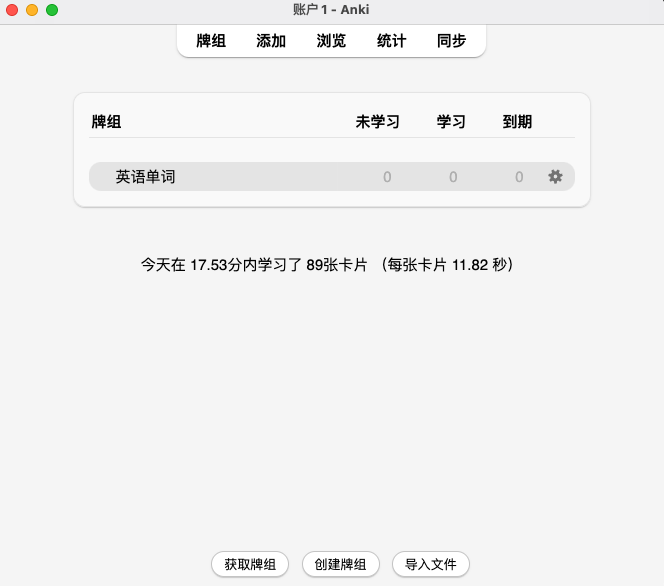 账户 1 - Anki
牌组 添加 浏览 统计 同步
牌组 未学习 学习 到期
英语单词 0 0 0
今天在 17.53分内学习了 89张卡片 （每张卡片 11.82 秒）
获取牌组 创建牌组 导入文件